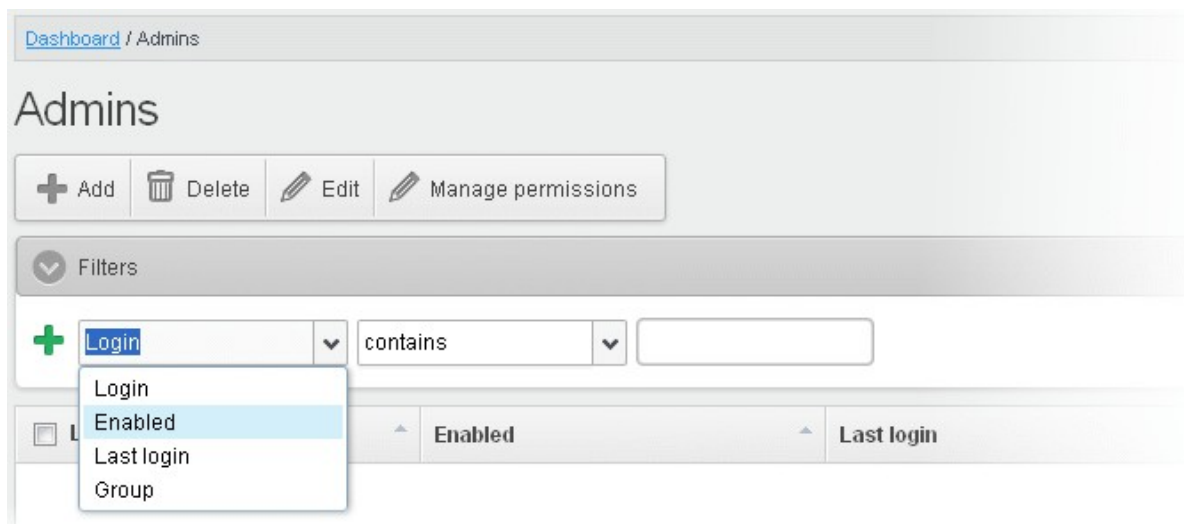 Dashboard / Admins
Admins
Add Delete Edit Manage permissions
Filters
Login contains
Login
Enabled
Last login
Group
L Enabled Last login